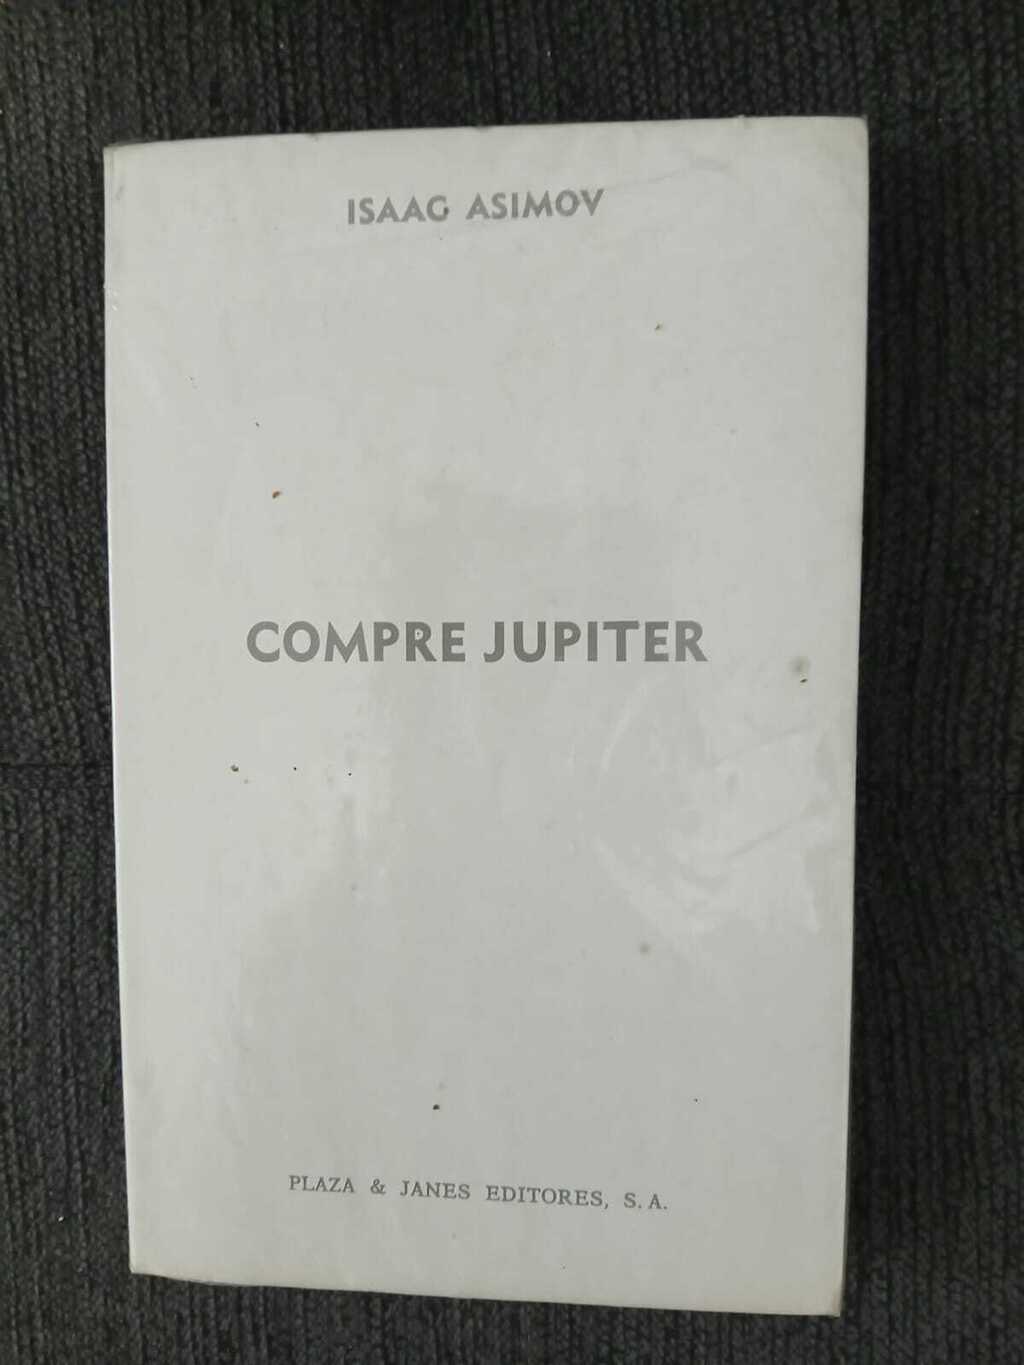 ISAAC ASIMOV
COMPRE JUPITER
PLAZA & JANES EDITORES, S. A.